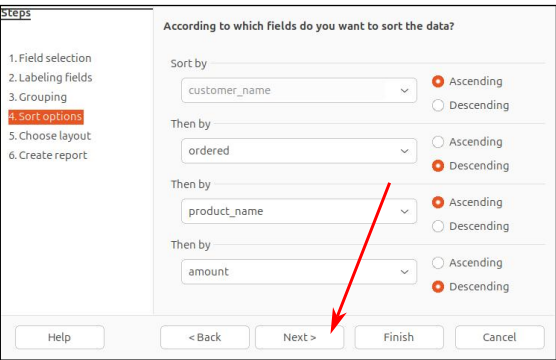 Steps
According to which fields do you want to sort the data?
1. Field selection
2. Labeling fields
3. Grouping
4. Sort options
5. Choose layout
6. Create report
Sort by
customer_name
Ascending
Descending
Then by
ordered
Ascending
Descending
Then by
product_name
Ascending
Descending
Then by
amount
Ascending
Descending
Help
< Back
Next >
Finish
Cancel